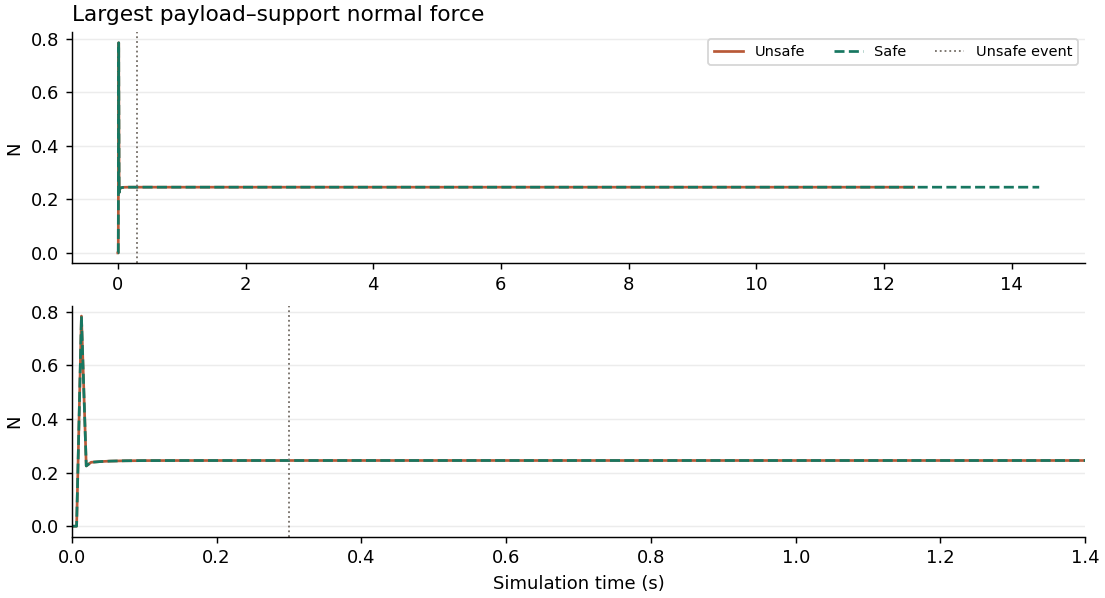 Largest payload–support normal force
Unsafe Safe Unsafe event
N
0.8
0.6
0.4
0.2
0.0
0 2 4 6 8 10 12 14
N
0.8
0.6
0.4
0.2
0.0
0.0 0.2 0.4 0.6 0.8 1.0 1.2 1.4
Simulation time (s)